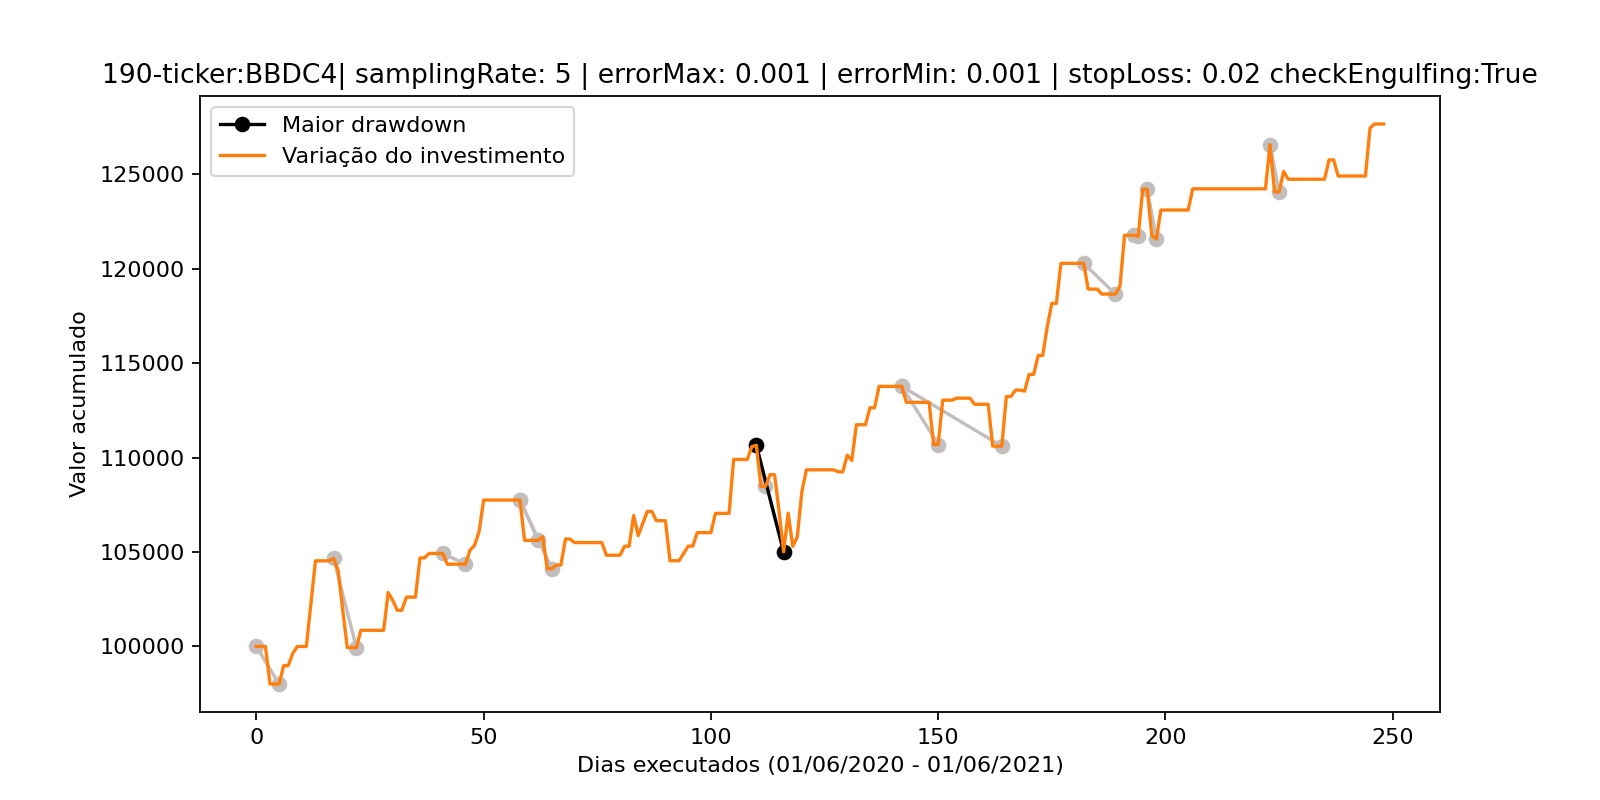 190-ticker:BBDC4| samplingRate: 5 | errorMax: 0.001 | errorMin: 0.001 | stopLoss: 0.02 checkEngulfing:True
Maior drawdown
Variação do investimento
125000
120000
115000
110000
105000
100000
Valor acumulado
0 50 100 150 200 250
Dias executados (01/06/2020 - 01/06/2021)